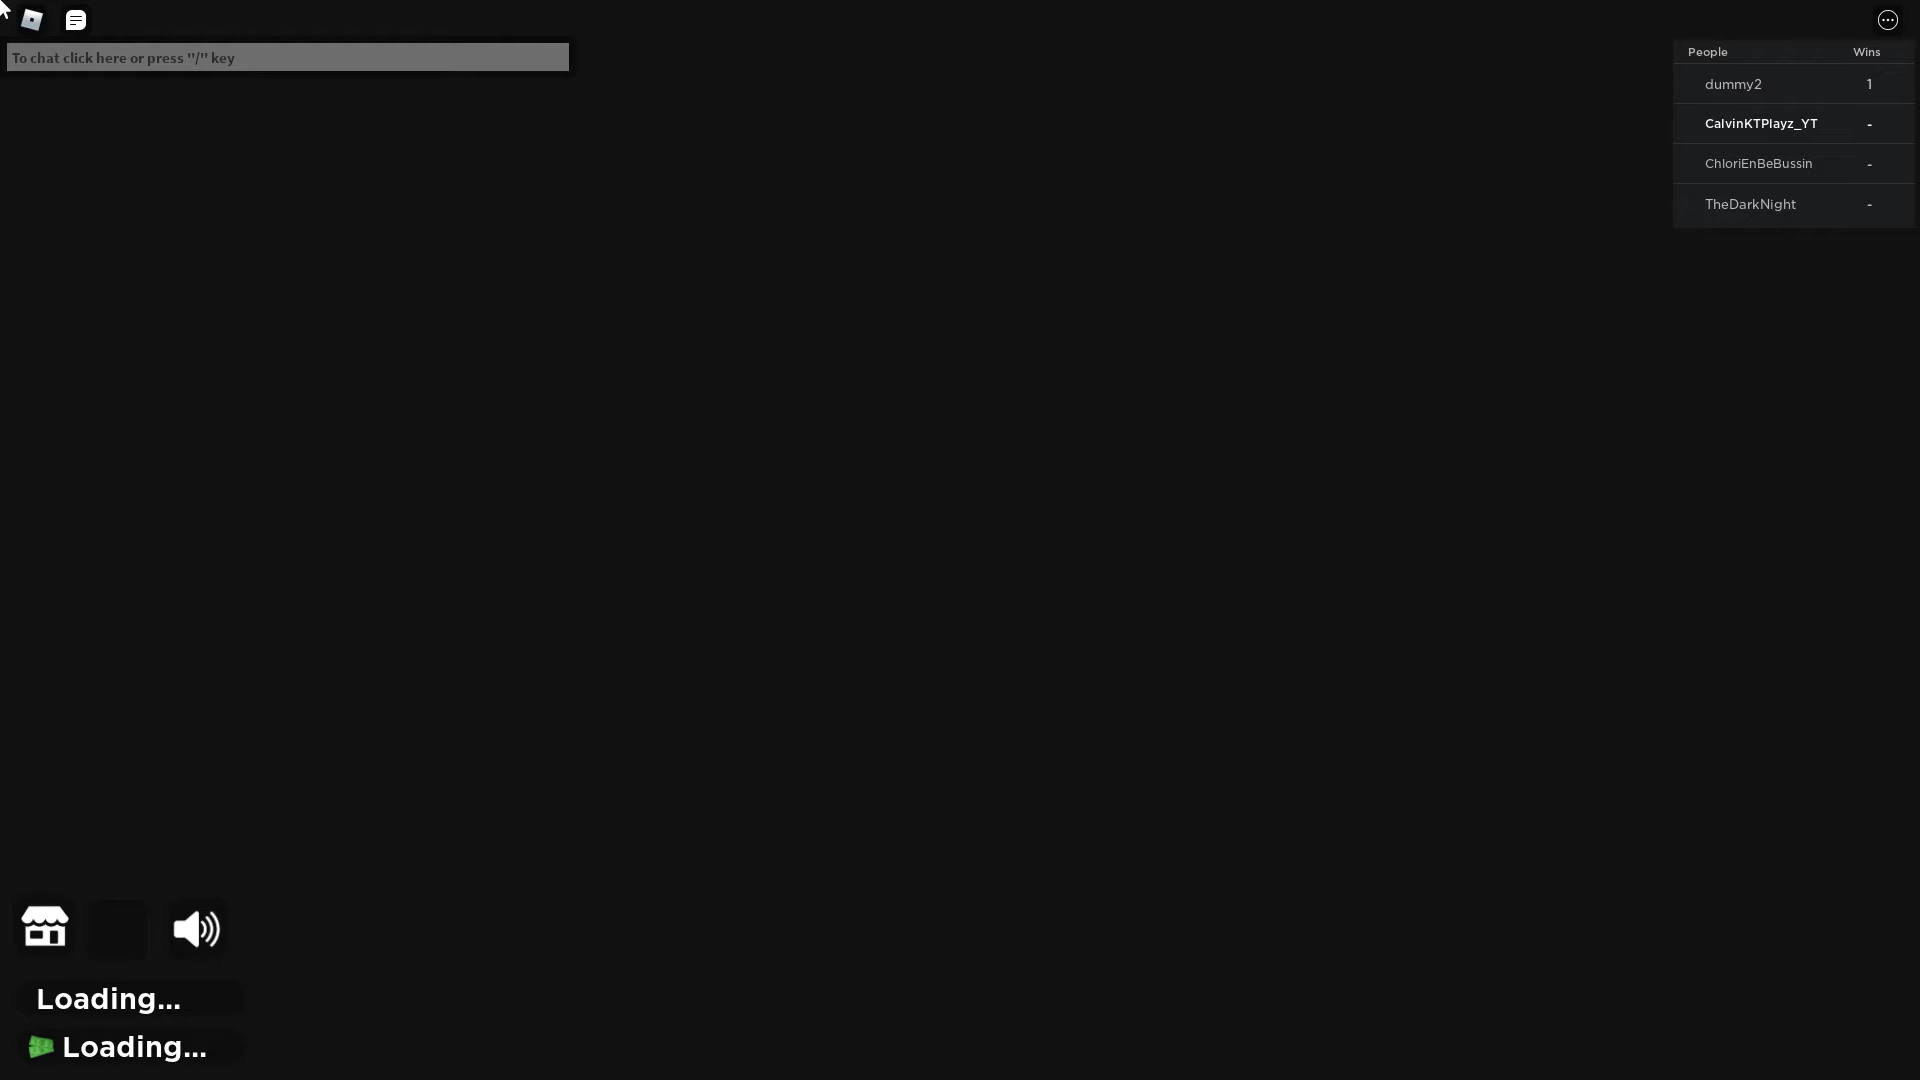 To chat click here or press "/" key
People Wins
dummy2 1
CalvinKTPlayz_YT -
ChloriEnBeBussin -
TheDarkNight -
Loading...
Loading...